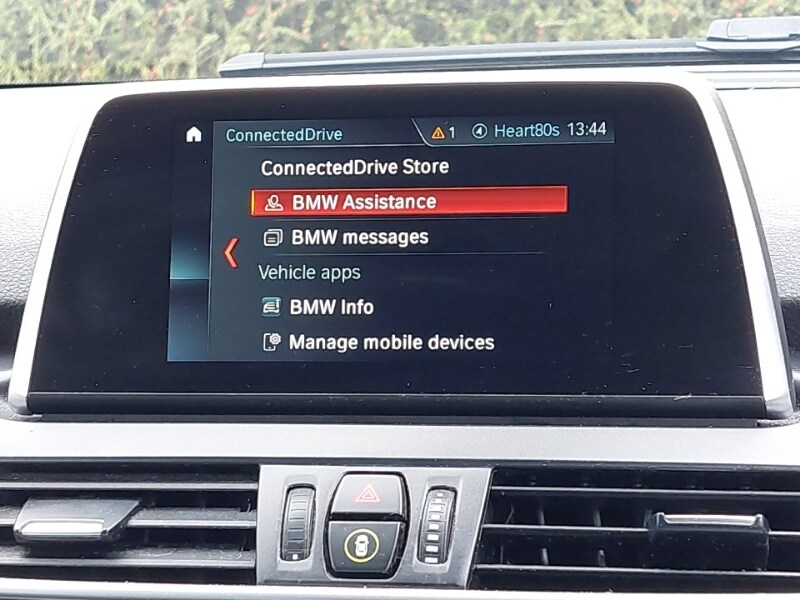 ConnectedDrive 1 Heart80s 13:44
ConnectedDrive Store
BMW Assistance
BMW messages
Vehicle apps
BMW Info
Manage mobile devices